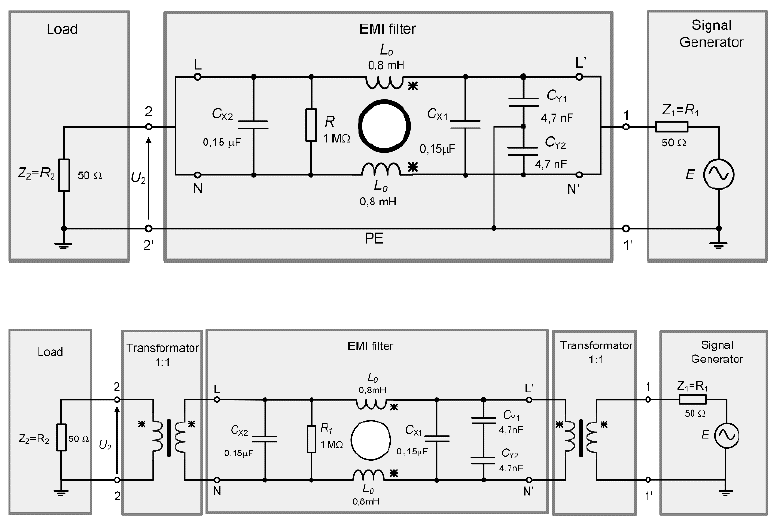 Load
EMI filter
Signal
Generator
L₀
0,8 mH
L
L'
✱
2
CX2
0,15 µF
R
1 MΩ
CX1
0,15µF
CY1
4,7 nF
CY2
4,7 nF
1
Z₁=R₁
50 Ω
E
Z₂=R₂
50 Ω
U₂
✱
L₀
0,8 mH
N
N'
2'
PE
1'
Load
Transformator
1:1
EMI filter
Transformator
1:1
Signal
Generator
L₀
0,8mH
L
L'
✱
2
1
Z₁=R₁
50 Ω
E
Z₂=R₂
50 Ω
U₂
✱
✱
CX2
0,15µF
R₁
1MΩ
CX1
0,15µF
CY1
4.7nF
CY2
4.7nF
✱
✱
✱
L₀
0,8mH
N
N'
2
1'